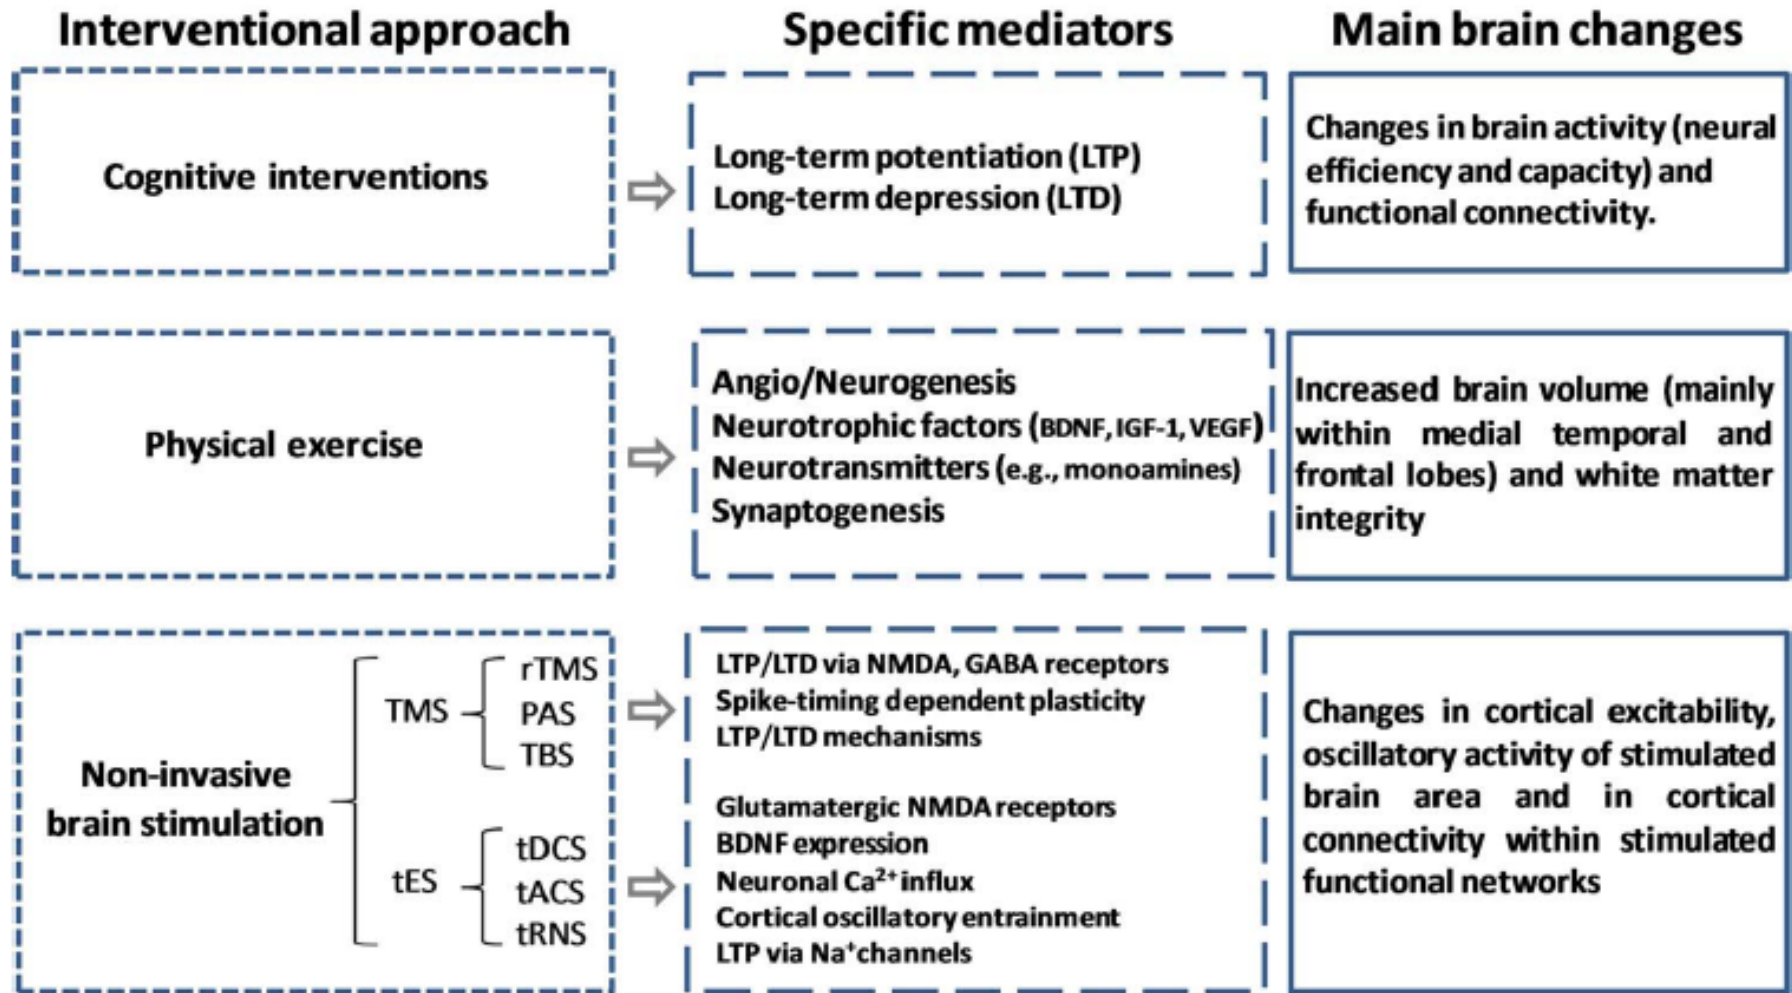 Interventional approach
Specific mediators
Main brain changes
Cognitive interventions
Long-term potentiation (LTP)
Long-term depression (LTD)
Changes in brain activity (neural
efficiency and capacity) and
functional connectivity.
Physical exercise
Angio/Neurogenesis
Neurotrophic factors (BDNF, IGF-1, VEGF)
Neurotransmitters (e.g., monoamines)
Synaptogenesis
Increased brain volume (mainly
within medial temporal and
frontal lobes) and white matter
integrity
Non-invasive
brain stimulation
TMS
rTMS
PAS
TBS
tES
tDCS
tACS
tRNS
LTP/LTD via NMDA, GABA receptors
Spike-timing dependent plasticity
LTP/LTD mechanisms
Glutamatergic NMDA receptors
BDNF expression
Neuronal Ca²⁺ influx
Cortical oscillatory entrainment
LTP via Na⁺channels
Changes in cortical excitability,
oscillatory activity of stimulated
brain area and in cortical
connectivity within stimulated
functional networks